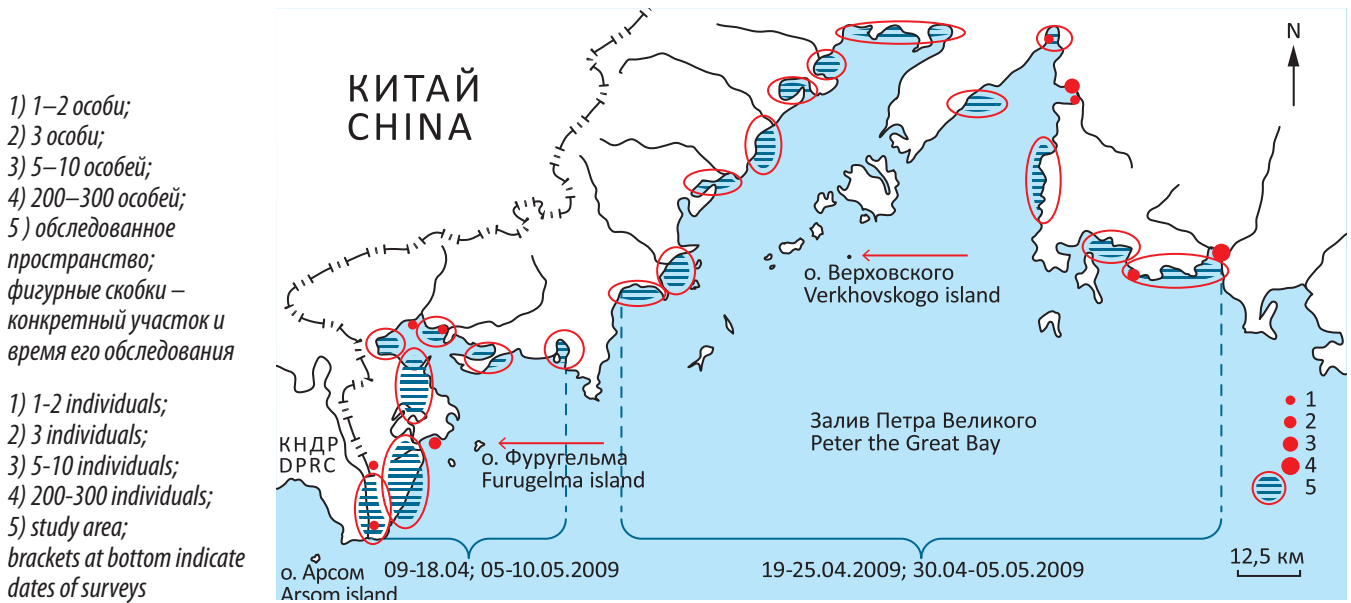 1) 1–2 особи;
2) 3 особи;
3) 5–10 особей;
4) 200–300 особей;
5 ) обследованное
пространство;
фигурные скобки –
конкретный участок и
время его обследования
1) 1-2 individuals;
2) 3 individuals;
3) 5-10 individuals;
4) 200-300 individuals;
5) study area;
brackets at bottom indicate
dates of surveys
КИТАЙ
CHINA
N
о. Верховского
Verkhovskogo island
КНДР
DPRC
о. Фуругельма
Furugelma island
Залив Петра Великого
Peter the Great Bay
1
2
3
4
5
12,5 км
о. Арсом
Arsom island
09-18.04; 05-10.05.2009
19-25.04.2009; 30.04-05.05.2009